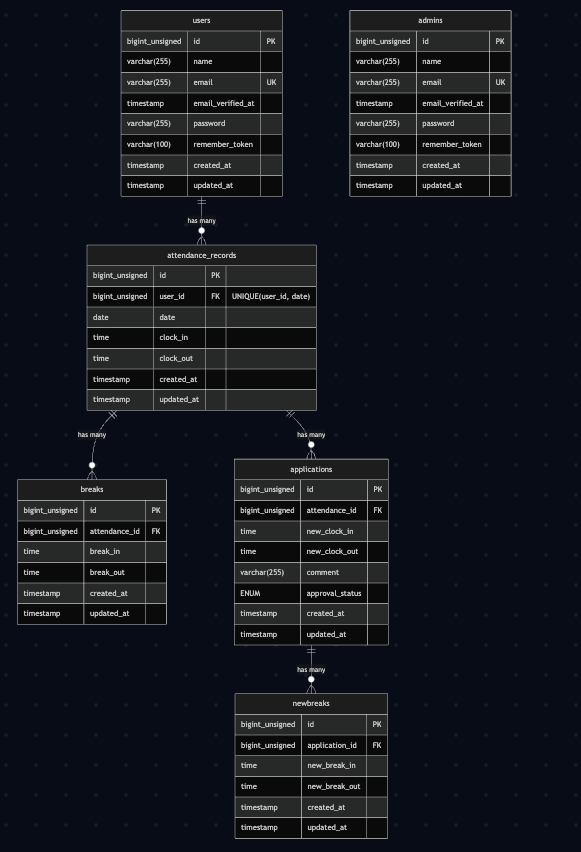 users
bigint_unsigned id PK
varchar(255) name
varchar(255) email UK
timestamp email_verified_at
varchar(255) password
varchar(100) remember_token
timestamp created_at
timestamp updated_at
admins
bigint_unsigned id PK
varchar(255) name
varchar(255) email UK
timestamp email_verified_at
varchar(255) password
varchar(100) remember_token
timestamp created_at
timestamp updated_at
has many
attendance_records
bigint_unsigned id PK
bigint_unsigned user_id FK UNIQUE(user_id, date)
date date
time clock_in
time clock_out
timestamp created_at
timestamp updated_at
has many
has many
breaks
bigint_unsigned id PK
bigint_unsigned attendance_id FK
time break_in
time break_out
timestamp created_at
timestamp updated_at
applications
bigint_unsigned id PK
bigint_unsigned attendance_id FK
time new_clock_in
time new_clock_out
varchar(255) comment
ENUM approval_status
timestamp created_at
timestamp updated_at
has many
newbreaks
bigint_unsigned id PK
bigint_unsigned application_id FK
time new_break_in
time new_break_out
timestamp created_at
timestamp updated_at